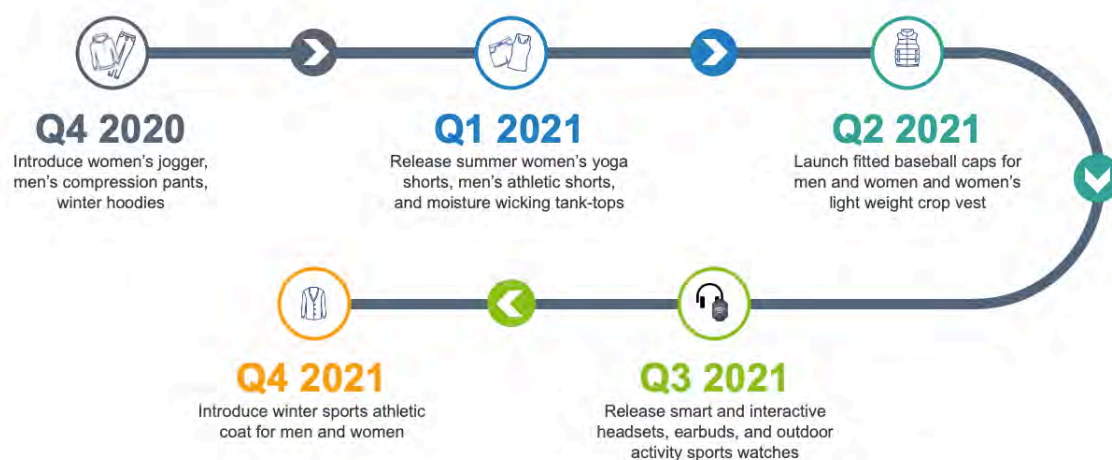 Q4 2020
Introduce women's jogger,
men's compression pants,
winter hoodies
Q1 2021
Release summer women's yoga
shorts, men's athletic shorts,
and moisture wicking tank-tops
Q2 2021
Launch fitted baseball caps for
men and women and women's
light weight crop vest
Q3 2021
Release smart and interactive
headsets, earbuds, and outdoor
activity sports watches
Q4 2021
Introduce winter sports athletic
coat for men and women